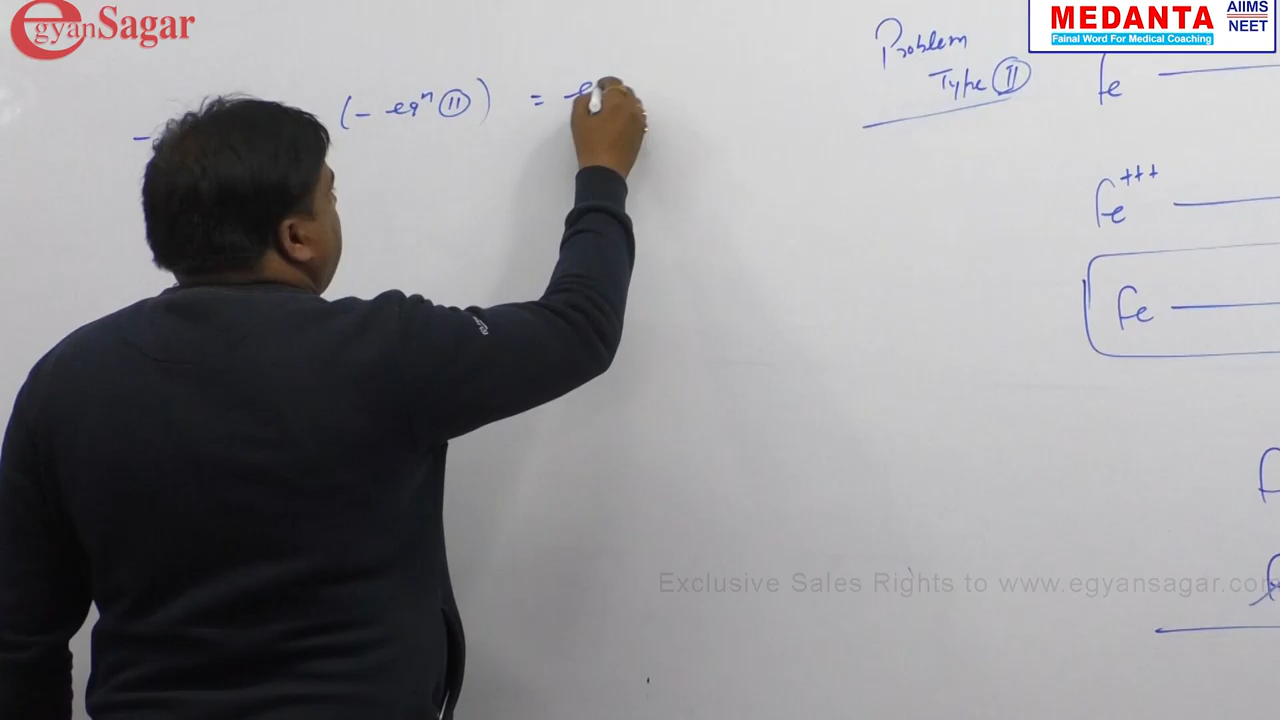 egyanSagar
MEDANTA
Fainal Word For Medical Coaching
AIIMS
NEET
Problem
Type II
(- eqⁿ II) = e
Fe
Fe+++
Fe
Exclusive Sales Rights to www.egyansagar.com